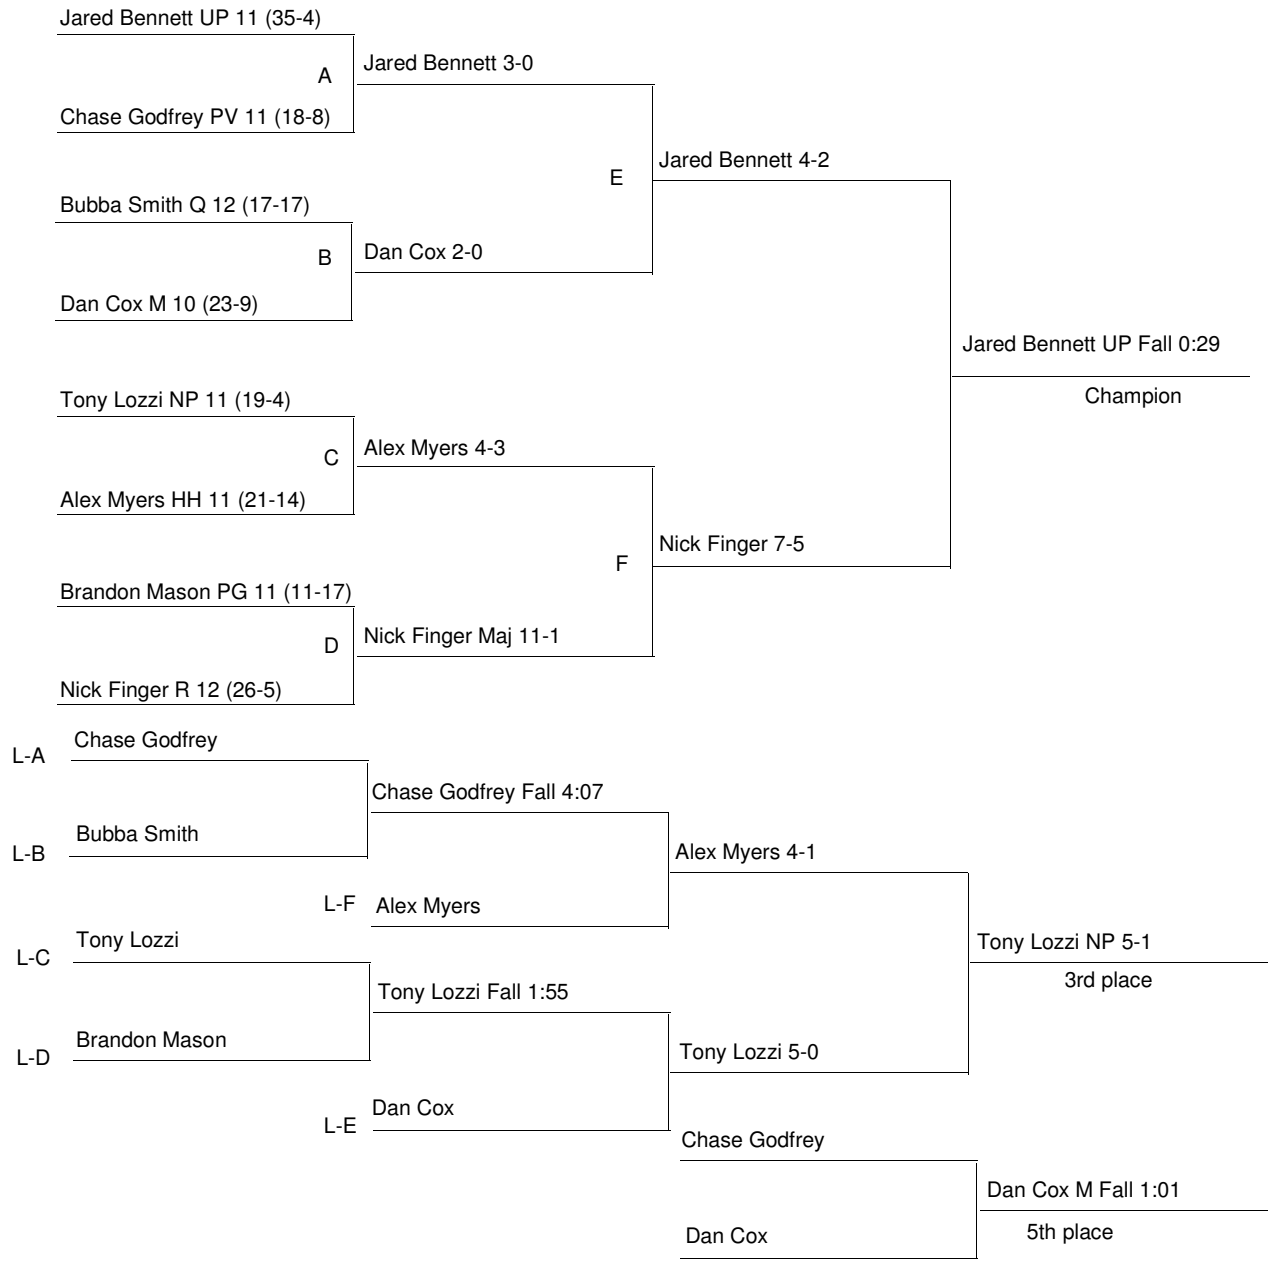 Jared Bennett UP 11 (35-4)
A
Jared Bennett 3-0
Chase Godfrey PV 11 (18-8)
E
Jared Bennett 4-2
Bubba Smith Q 12 (17-17)
B
Dan Cox 2-0
Dan Cox M 10 (23-9)
Jared Bennett UP Fall 0:29
Champion
Tony Lozzi NP 11 (19-4)
C
Alex Myers 4-3
Alex Myers HH 11 (21-14)
F
Nick Finger 7-5
Brandon Mason PG 11 (11-17)
D
Nick Finger Maj 11-1
Nick Finger R 12 (26-5)
L-A
Chase Godfrey
Chase Godfrey Fall 4:07
L-B
Bubba Smith
Alex Myers 4-1
L-F
Alex Myers
L-C
Tony Lozzi
Tony Lozzi NP 5-1
3rd place
Tony Lozzi Fall 1:55
L-D
Brandon Mason
Tony Lozzi 5-0
L-E
Dan Cox
Chase Godfrey
Dan Cox M Fall 1:01
5th place
Dan Cox